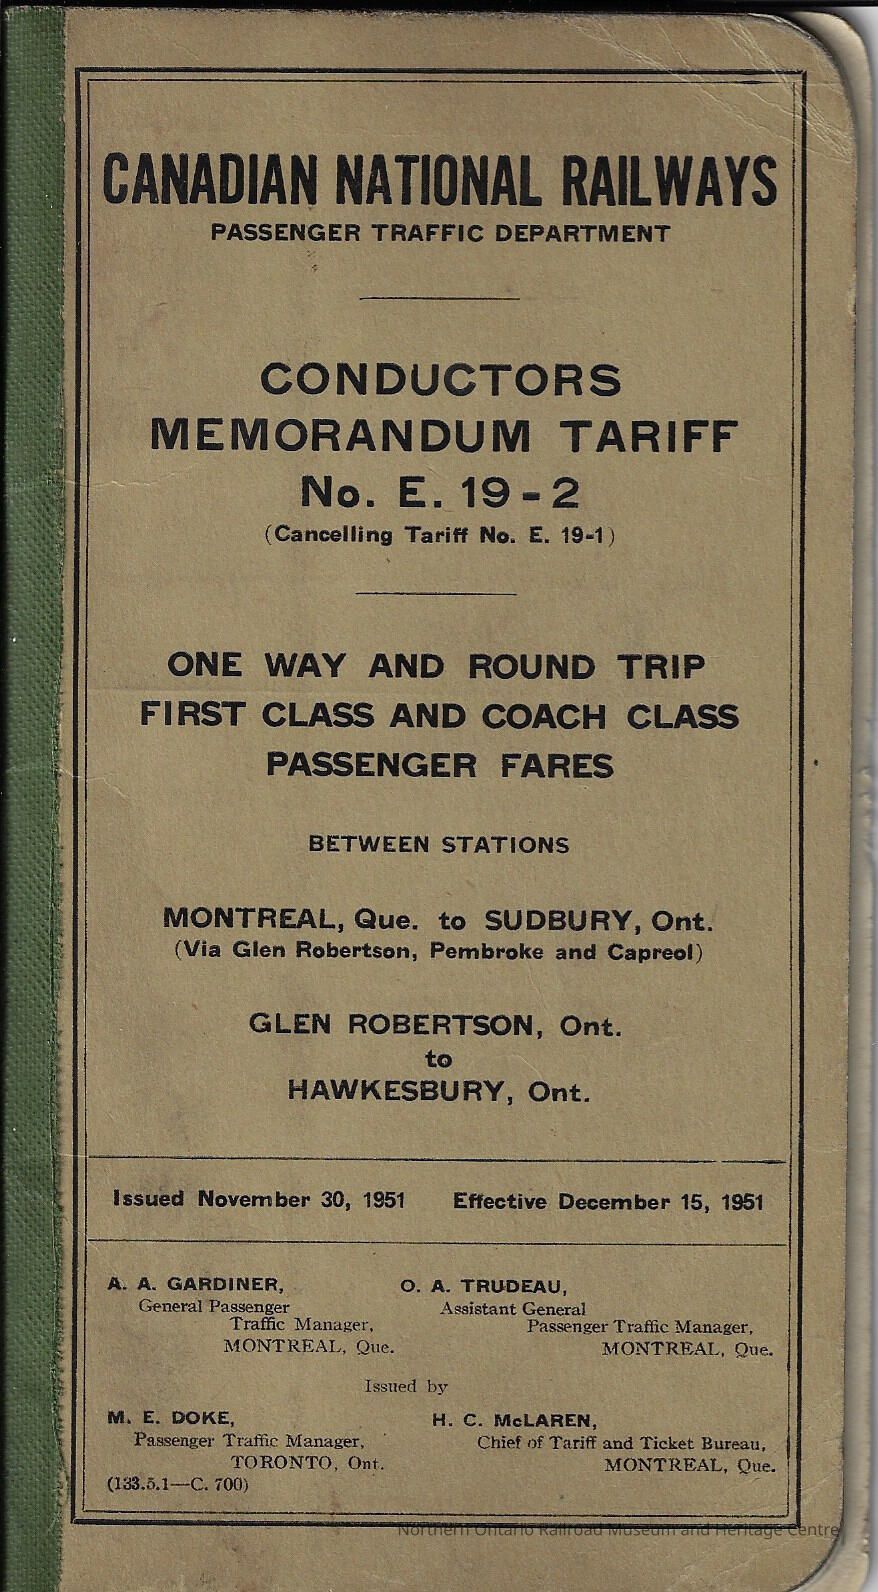 CANADIAN NATIONAL RAILWAYS
PASSENGER TRAFFIC DEPARTMENT
CONDUCTORS
MEMORANDUM TARIFF
No. E. 19-2
(Cancelling Tariff No. E. 19-1)
ONE WAY AND ROUND TRIP
FIRST CLASS AND COACH CLASS
PASSENGER FARES
BETWEEN STATIONS
MONTREAL, Que. to SUDBURY, Ont.
(Via Glen Robertson, Pembroke and Capreol)
GLEN ROBERTSON, Ont.
to
HAWKESBURY, Ont.
Issued November 30, 1951 Effective December 15, 1951
A. A. GARDINER,
General Passenger
Traffic Manager,
MONTREAL, Que.
O. A. TRUDEAU,
Assistant General
Passenger Traffic Manager,
MONTREAL, Que.
Issued by
M. E. DOKE,
Passenger Traffic Manager,
TORONTO, Ont.
H. C. McLAREN,
Chief of Tariff and Ticket Bureau,
MONTREAL, Que.
(133.5.1—C. 700)
Northern Ontario Railroad Museum and Heritage Centre